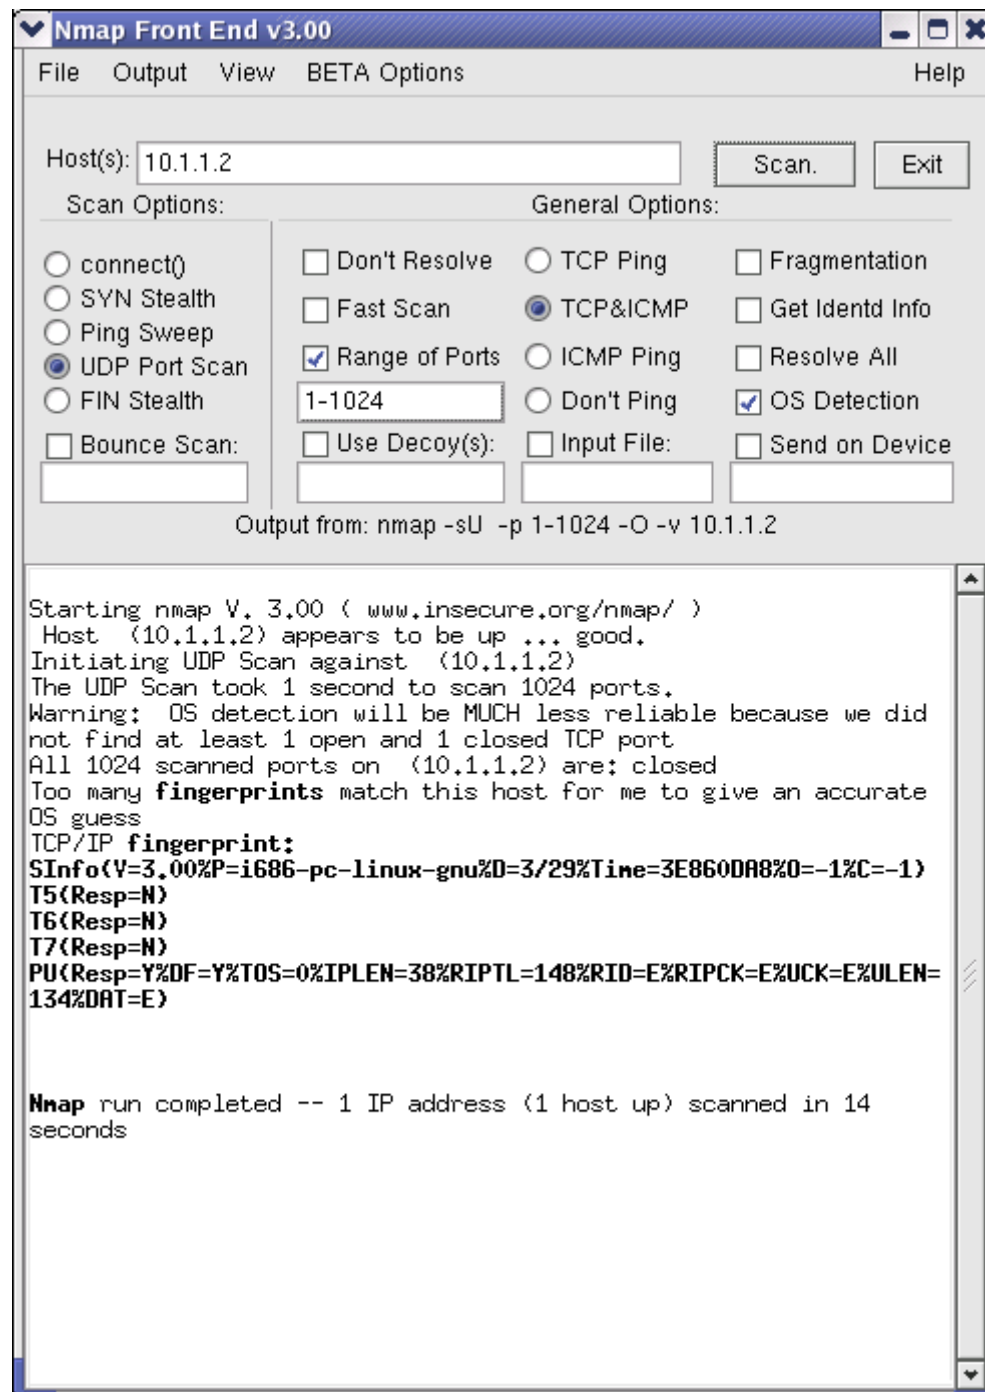 Nmap Front End v3.00
File Output View BETA Options Help
Host(s): 10.1.1.2 Scan. Exit
Scan Options: General Options:
connect() Don't Resolve TCP Ping Fragmentation
SYN Stealth Fast Scan TCP&ICMP Get Identd Info
Ping Sweep Range of Ports ICMP Ping Resolve All
UDP Port Scan
FIN Stealth 1-1024 Don't Ping OS Detection
Bounce Scan: Use Decoy(s): Input File: Send on Device
Output from: nmap -sU -p 1-1024 -O -v 10.1.1.2
Starting nmap V. 3.00 ( www.insecure.org/nmap/ )
Host (10.1.1.2) appears to be up ... good.
Initiating UDP Scan against (10.1.1.2)
The UDP Scan took 1 second to scan 1024 ports.
Warning: OS detection will be MUCH less reliable because we did
not find at least 1 open and 1 closed TCP port
All 1024 scanned ports on (10.1.1.2) are: closed
Too many fingerprints match this host for me to give an accurate
OS guess
TCP/IP fingerprint:
SInfo(V=3.00%P=i686-pc-linux-gnu%D=3/29%Time=3E860DA8%O=-1%C=-1)
T5(Resp=N)
T6(Resp=N)
T7(Resp=N)
PU(Resp=Y%DF=Y%TOS=0%IPLEN=38%RIPTL=148%RID=E%RIPCK=E%UCK=E%ULEN=
134%DAT=E)
Nmap run completed -- 1 IP address (1 host up) scanned in 14
seconds